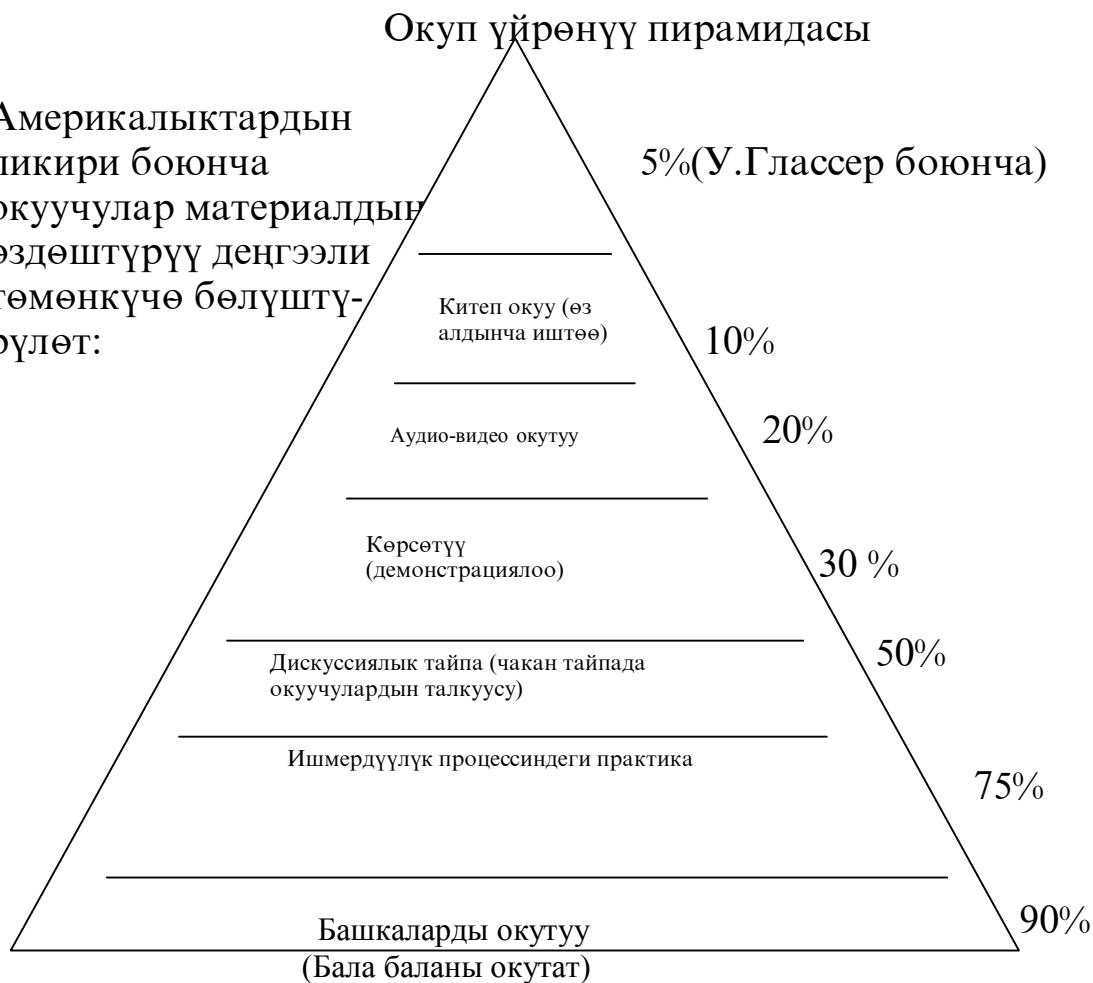 Окуп үйрөнүү пирамидасы
Америкалыктардын
пикири боюнча
окуучулар материалдын
өздөштүрүү деңгээли
төмөнкүчө бөлүштү-
рүлөт:
5%(У.Глассер боюнча)
Китеп окуу (өз
алдынча иштөө)
10%
Аудио-видео окутуу
20%
Көрсөтүү
(демонстрациялоо)
30 %
Дискуссиялык тайпа (чакан тайпада
окуучулардын талкуусу)
50%
Ишмердүүлүк процессиндеги практика
75%
Башкаларды окутуу
(Бала баланы окутат)
90%